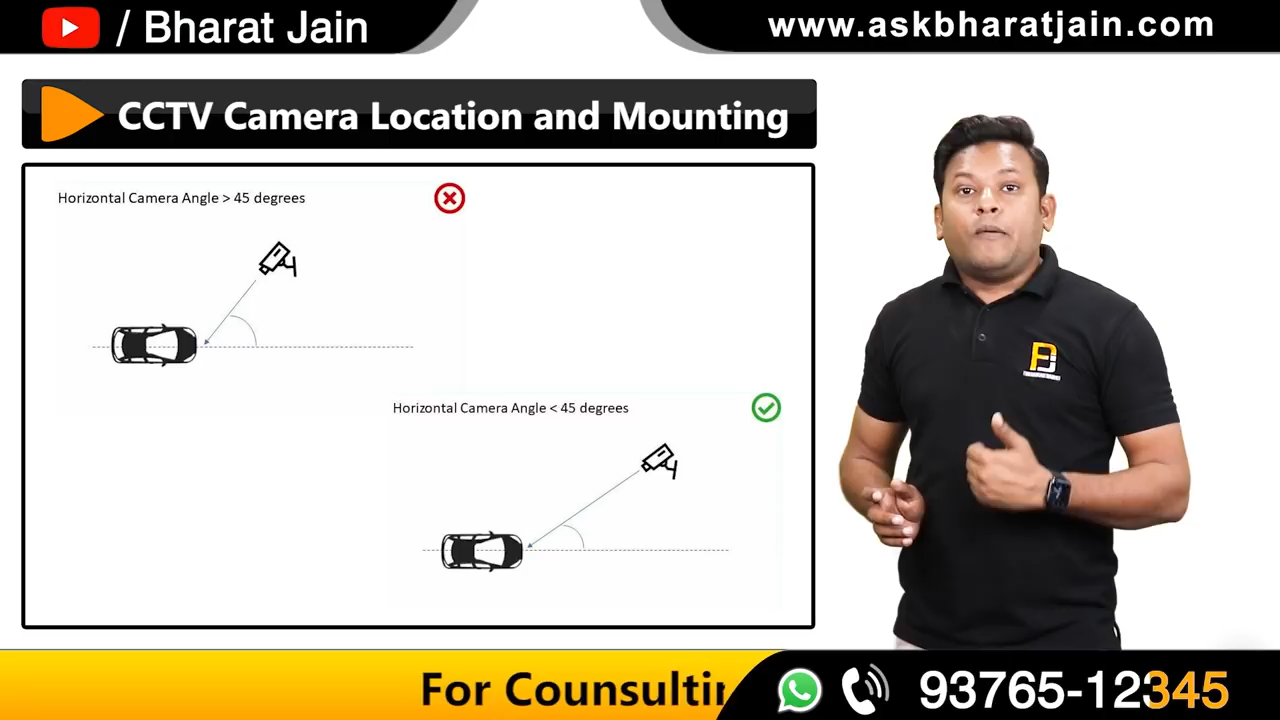 / Bharat Jain
www.askbharatjain.com
CCTV Camera Location and Mounting
Horizontal Camera Angle > 45 degrees
Horizontal Camera Angle < 45 degrees
For Counsultin
93765-12345